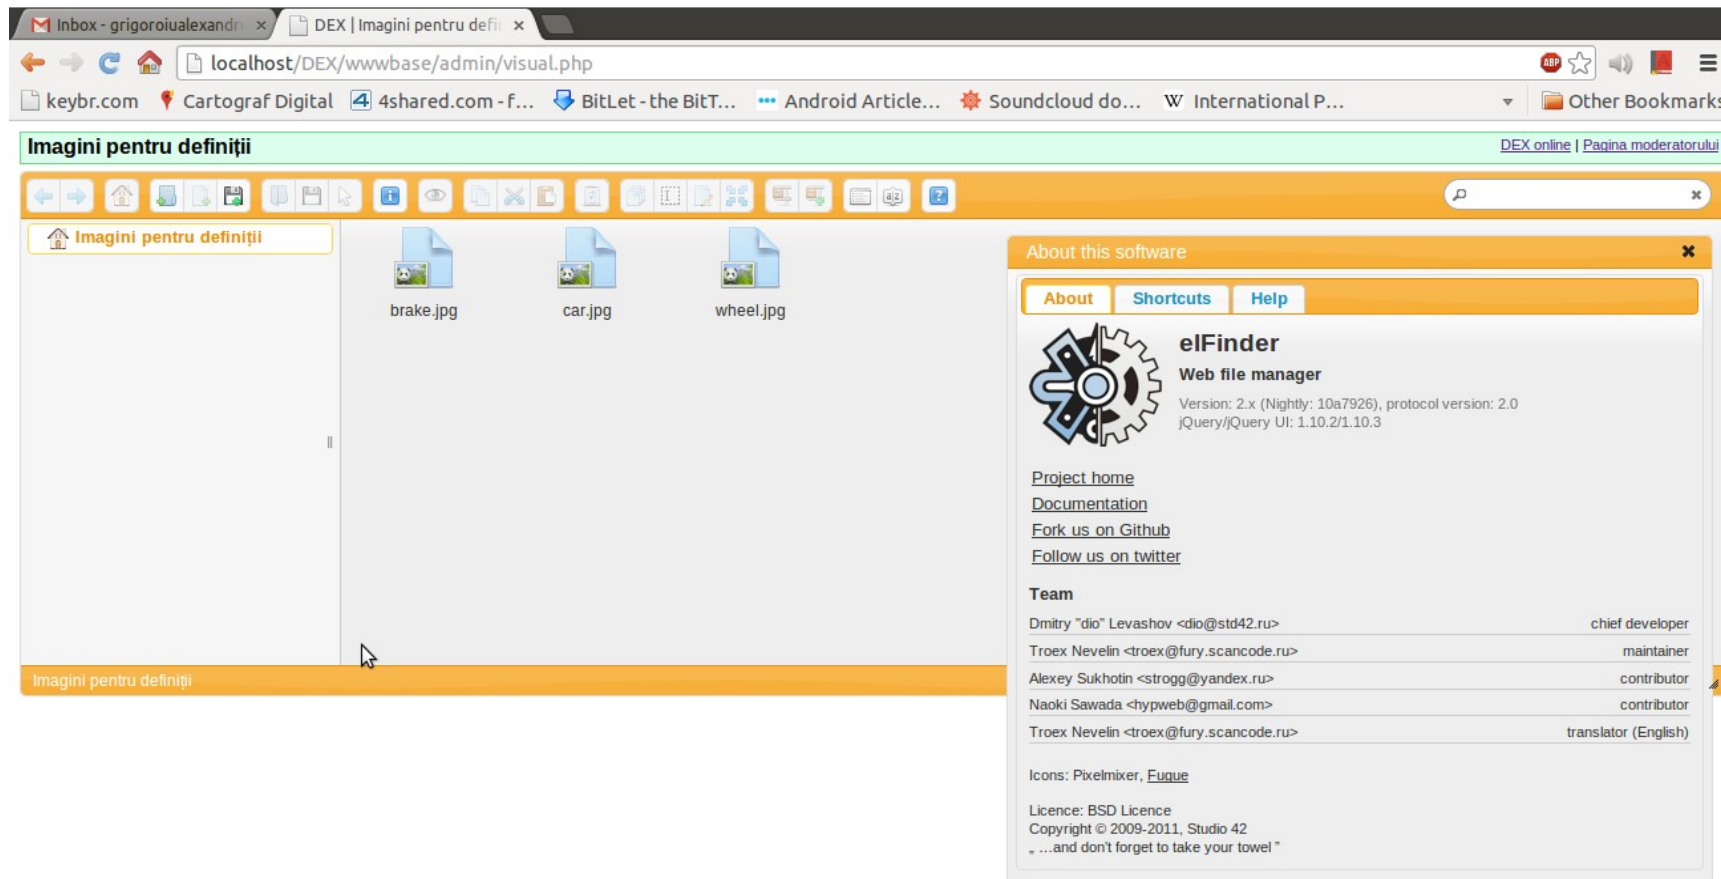 Inbox - grigoroiualexandr
DEX | Imagini pentru defi
localhost/DEX/wwwbase/admin/visual.php
ABP
keybr.com Cartograf Digital 4shared.com - f... BitLet - the BitT... Android Article... Soundcloud do... W International P... Other Bookmarks
Imagini pentru definiții
DEX online | Pagina moderatorului
Imagini pentru definiții
brake.jpg car.jpg wheel.jpg
Imagini pentru definiții
About this software
About Shortcuts Help
elFinder
Web file manager
Version: 2.x (Nightly: 10a7926), protocol version: 2.0
jQuery/jQuery UI: 1.10.2/1.10.3
Project home
Documentation
Fork us on Github
Follow us on twitter
Team
Dmitry "dio" Levashov <dio@std42.ru> chief developer
Troex Nevelin <troex@fury.scancode.ru> maintainer
Alexey Sukhotin <strogg@yandex.ru> contributor
Naoki Sawada <hypweb@gmail.com> contributor
Troex Nevelin <troex@fury.scancode.ru> translator (English)
Icons: Pixelmixer, Fugue
Licence: BSD Licence
Copyright © 2009-2011, Studio 42
„ …and don't forget to take your towel ”